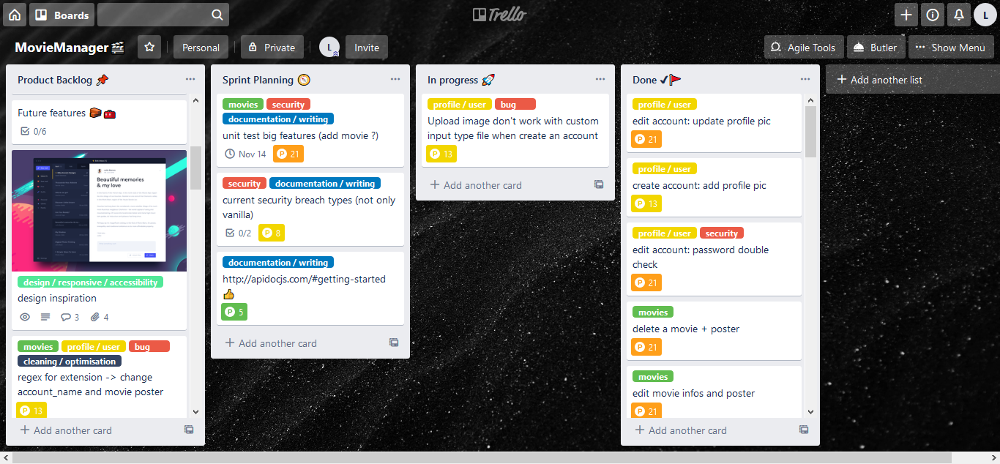 Boards
Trello
L
MovieManager
Personal
Private
L
Invite
Agile Tools
Butler
Show Menu
Product Backlog
Future features
0/6
Beautiful memories
& my love
design / responsive / accessibility
design inspiration
3
4
movies
profile / user
bug
cleaning / optimisation
regex for extension -> change
account_name and movie poster
P 13
+ Add another card
Sprint Planning
movies
security
documentation / writing
unit test big features (add movie ?)
Nov 14
P 21
security
documentation / writing
current security breach types (not only
vanilla)
0/2
P 8
documentation / writing
http://apidocjs.com/#getting-started
P 5
+ Add another card
In progress
profile / user
bug
Upload image don't work with custom
input type file when create an account
P 13
+ Add another card
Done
profile / user
edit account: update profile pic
P 21
profile / user
create account: add profile pic
P 13
profile / user
security
edit account: password double
check
P 21
movies
delete a movie + poster
P 21
movies
edit movie infos and poster
P 21
+ Add another card
+ Add another list